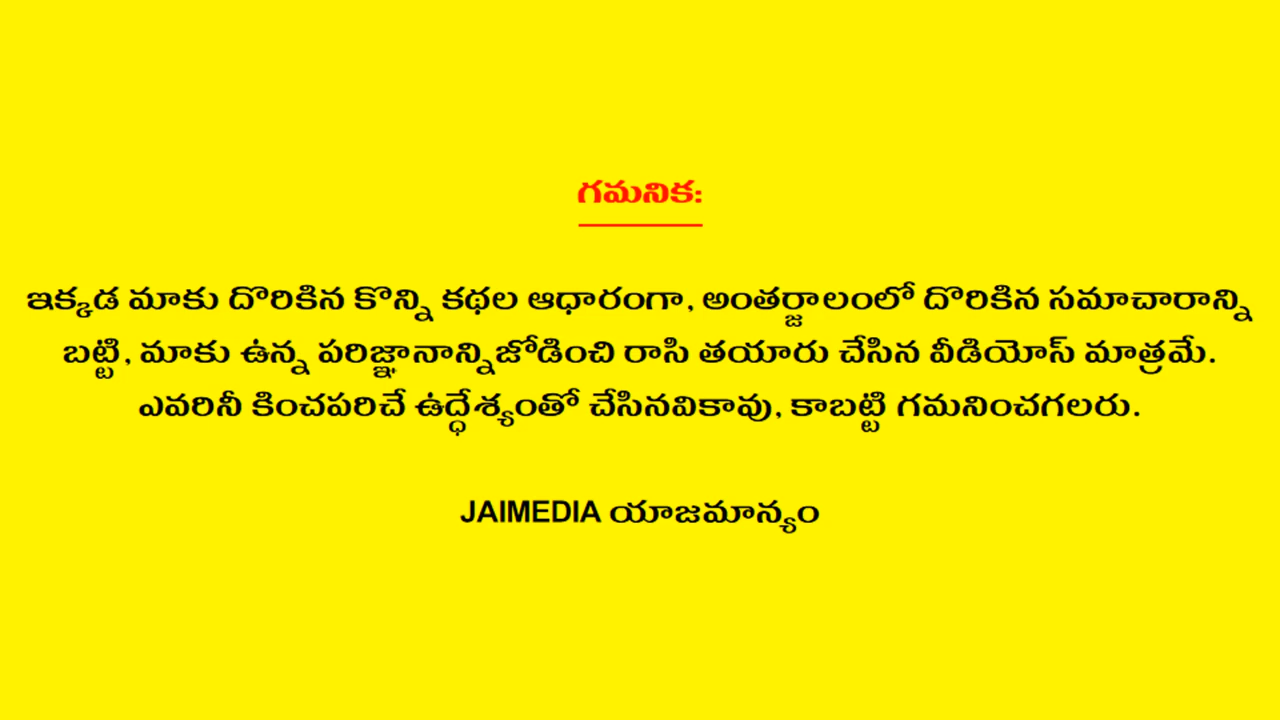 గమనిక:
ఇక్కడ మాకు దొరికిన కొన్ని కథల ఆధారంగా, అంతర్జాలంలో దొరికిన సమాచారాన్ని
బట్టి, మాకు ఉన్న పరిజ్ఞానాన్నిజోడించి రాసి తయారు చేసిన వీడియోస్ మాత్రమే.
ఎవరినీ కించపరిచే ఉద్ధేశ్యంతో చేసినవికావు, కాబట్టి గమనించగలరు.
JAIMEDIA యాజమాన్యం